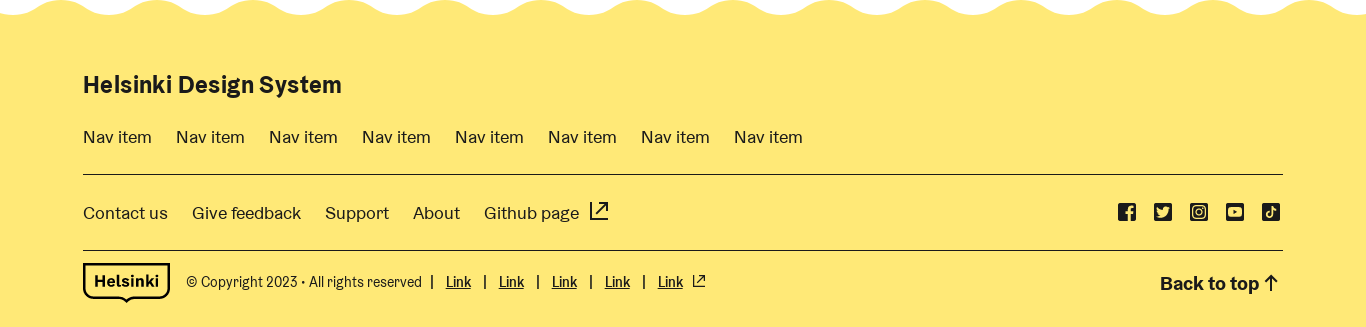 Helsinki Design System
Nav item Nav item Nav item Nav item Nav item Nav item Nav item Nav item
Contact us Give feedback Support About Github page
Helsinki © Copyright 2023 • All rights reserved | Link | Link | Link | Link | Link Back to top